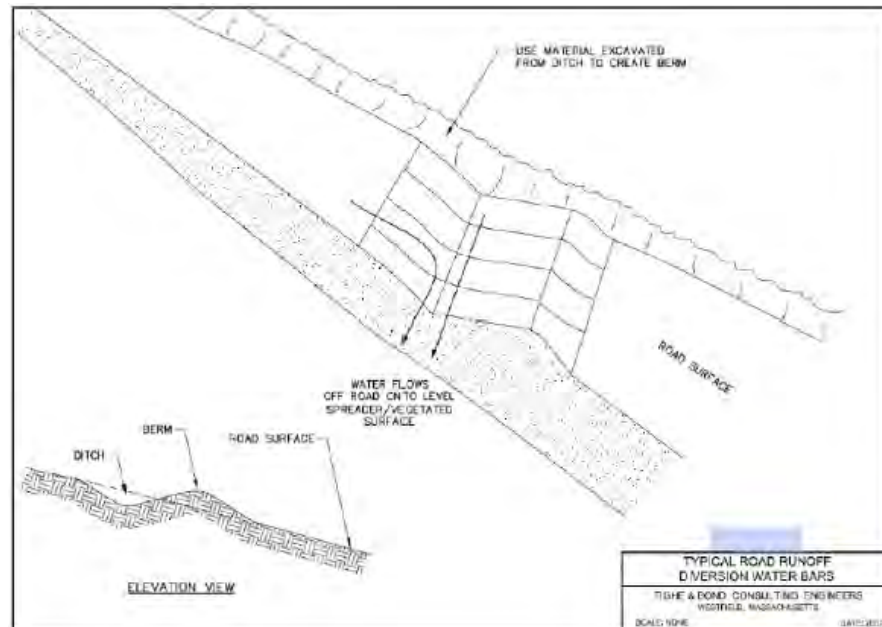 USE MATERIAL EXCAVATED
FROM DITCH TO CREATE BERM
ROAD SURFACE
WATER FLOWS
OFF ROAD ONTO LEVEL
SPREADER/VEGETATED
SURFACE
BERM
DITCH
ROAD SURFACE
ELEVATION VIEW
TYPICAL ROAD RUNOFF
DIVERSION WATER BARS
TIGHE & BOND CONSULTING ENGINEERS
WESTFIELD, MASSACHUSETTS
SCALE: NONE
DATE: